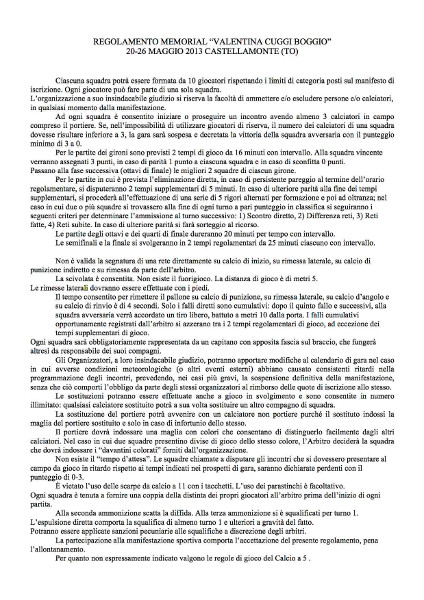 REGOLAMENTO MEMORIAL “VALENTINA CUGGI BOGGIO”
20-26 MAGGIO 2013 CASTELLAMONTE (TO)
Ciascuna squadra potrà essere formata da 10 giocatori rispettando i limiti di categoria posti sul manifesto di
iscrizione. Ogni giocatore può fare parte di una sola squadra.
L'organizzazione a suo insindacabile giudizio si riserva la facoltà di ammettere e/o escludere persone e/o calciatori,
in qualsiasi momento dalla manifestazione.
Ad ogni squadra è consentito iniziare o proseguire un incontro avendo almeno 3 calciatori in campo
compreso il portiere. Se, nell'impossibilità di utilizzare giocatori di riserva, il numero dei calciatori di una squadra
dovesse risultare inferiore a 3, la gara sarà sospesa e decretata la vittoria della squadra avversaria con il punteggio
minimo di 3 a 0.
Per le partite dei gironi sono previsti 2 tempi di gioco da 16 minuti con intervallo. Alla squadra vincente
verranno assegnati 3 punti, in caso di parità 1 punto a ciascuna squadra e in caso di sconfitta 0 punti.
Passano alla fase successiva (ottavi di finale) le migliori 2 squadre di ciascun girone.
Per le partite in cui è prevista l'eliminazione diretta, in caso di persistente pareggio al termine dell'orario
regolamentare, si disputeranno 2 tempi supplementari di 5 minuti. In caso di ulteriore parità alla fine dei tempi
supplementari, si procederà all'effettuazione di una serie di 5 rigori alternati per formazione e poi ad oltranza; nel
caso in cui due o più squadre si trovassero alla fine di ogni turno a pari punteggio in classifica si seguiranno i
seguenti criteri per determinare l'ammissione al turno successivo: 1) Scontro diretto, 2) Differenza reti, 3) Reti
fatte, 4) Reti subite. In caso di ulteriore parità si farà sorteggio al ricorso.
Le partite degli ottavi e dei quarti di finale dureranno 20 minuti per tempo con intervallo.
Le semifinali e la finale si svolgeranno in 2 tempi regolamentari da 25 minuti ciascuno con intervallo.
Non è valida la segnatura di una rete direttamente su calcio di inizio, su rimessa laterale, su calcio di
punizione indiretto e su rimessa da parte dell'arbitro.
La scivolata è consentita. Non esiste il fuorigioco. La distanza di gioco è di metri 5.
Le rimesse laterali dovranno essere effettuate con i piedi.
Il tempo consentito per rimettere il pallone su calcio di punizione, su rimessa laterale, su calcio d'angolo e
su calcio di rinvio è di 4 secondi. Solo i falli diretti sono cumulativi: dopo il quinto fallo e successivi, alla
squadra avversaria verrà accordato un tiro libero, battuto a metri 10 dalla porta. I falli cumulativi
opportunamente registrati dall'arbitro si azzerano tra i 2 tempi regolamentari di gioco, ad eccezione dei
tempi supplementari di gioco.
Ogni squadra sarà obbligatoriamente rappresentata da un capitano con apposita fascia sul braccio, che fungerà
altresì da responsabile dei suoi compagni.
Gli Organizzatori, a loro insindacabile giudizio, potranno apportare modifiche al calendario di gara nel caso
in cui avverse condizioni meteorologiche (o altri eventi esterni) abbiano causato consistenti ritardi nella
programmazione degli incontri, prevedendo, nei casi più gravi, la sospensione definitiva della manifestazione,
senza che ciò comporti l'obbligo da parte degli stessi organizzatori al rimborso delle quote di iscrizione allo stesso.
Le sostituzioni potranno essere effettuate anche a gioco in svolgimento e sono consentite in numero
illimitato: qualsiasi calciatore sostituito potrà a sua volta sostituire un altro compagno di squadra.
La sostituzione del portiere potrà avvenire con un calciatore non portiere purché il sostituto indossi la
maglia del portiere sostituito e solo in caso di infortunio dello stesso.
Il portiere dovrà indossare una maglia con colori che consentano di distinguerlo facilmente dagli altri
calciatori. Nel caso in cui due squadre presentino divise di gioco dello stesso colore, l'Arbitro deciderà la squadra
che dovrà indossare i “davantini colorati” forniti dall'organizzazione.
Non esiste il “tempo d'attesa”. Le squadre chiamate a disputare gli incontri che si dovessero presentare al
campo da gioco in ritardo rispetto ai tempi indicati nei prospetti di gara, saranno dichiarate perdenti con il
punteggio di 0-3.
È vietato l'uso delle scarpe da calcio a 11 con i tacchetti. L'uso dei parastinchi è facoltativo.
Ogni squadra è tenuta a fornire una copia della distinta dei propri giocatori all'arbitro prima dell'inizio di ogni
partita.
Alla seconda ammonizione scatta la diffida. Alla terza ammonizione si è squalificati per turno 1.
L'espulsione diretta comporta la squalifica di almeno turno 1 e ulteriori a gravità del fatto.
Potranno essere applicate sanzioni pecuniarie alle squalifiche a discrezione degli arbitri.
La partecipazione alla manifestazione sportiva comporta l'accettazione del presente regolamento, pena
l'allontanamento.
Per quanto non espressamente indicato valgono le regole di gioco del Calcio a 5 .